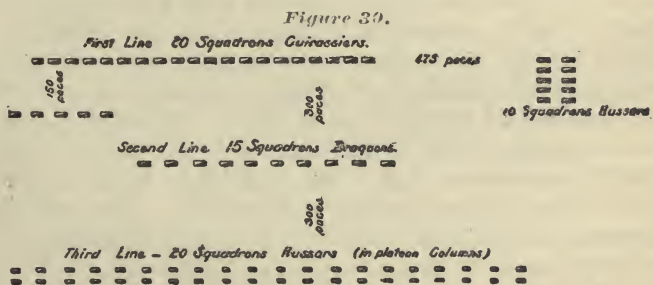 Figure 30.
First Line 20 Squadrons Cuirassiers.
475 paces
150 paces
300 paces
10 Squadrons Hussars
Second Line 15 Squadrons Dragoons.
300 paces
Third Line - 20 Squadrons Hussars (in platoon Columns)